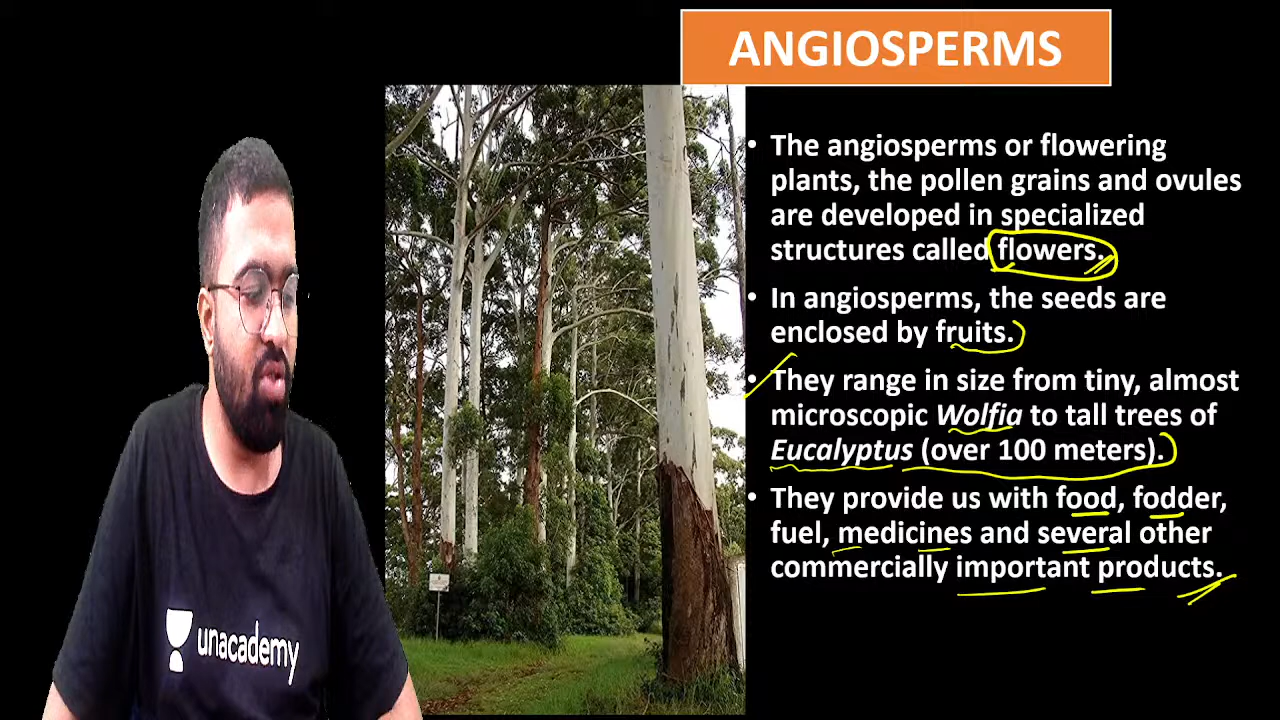 ANGIOSPERMS
• The angiosperms or flowering
plants, the pollen grains and ovules
are developed in specialized
structures called flowers.
• In angiosperms, the seeds are
enclosed by fruits.
• They range in size from tiny, almost
microscopic Wolfia to tall trees of
Eucalyptus (over 100 meters).
• They provide us with food, fodder,
fuel, medicines and several other
commercially important products.
unacademy